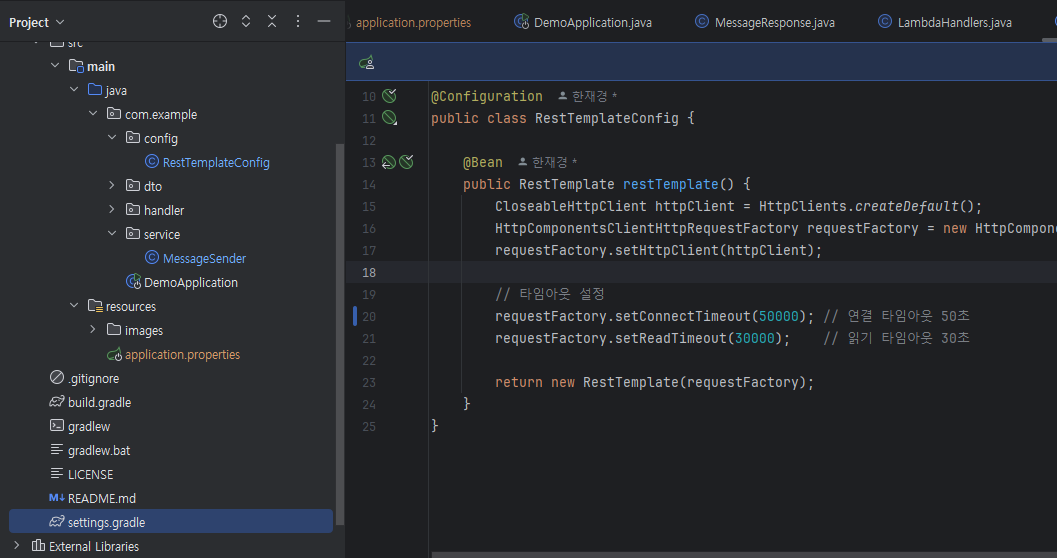 Project
application.properties
DemoApplication.java
MessageResponse.java
LambdaHandlers.java
src
main
java
com.example
config
RestTemplateConfig
dto
handler
service
MessageSender
DemoApplication
resources
images
application.properties
.gitignore
build.gradle
gradlew
gradlew.bat
LICENSE
M↓ README.md
settings.gradle
External Libraries
10 @Configuration 한재경 *
11 public class RestTemplateConfig {
12
13 @Bean 한재경 *
14 public RestTemplate restTemplate() {
15 CloseableHttpClient httpClient = HttpClients.createDefault();
16 HttpComponentsClientHttpRequestFactory requestFactory = new HttpCompone
17 requestFactory.setHttpClient(httpClient);
18
19 // 타임아웃 설정
20 requestFactory.setConnectTimeout(50000); // 연결 타임아웃 50초
21 requestFactory.setReadTimeout(30000); // 읽기 타임아웃 30초
22
23 return new RestTemplate(requestFactory);
24 }
25 }